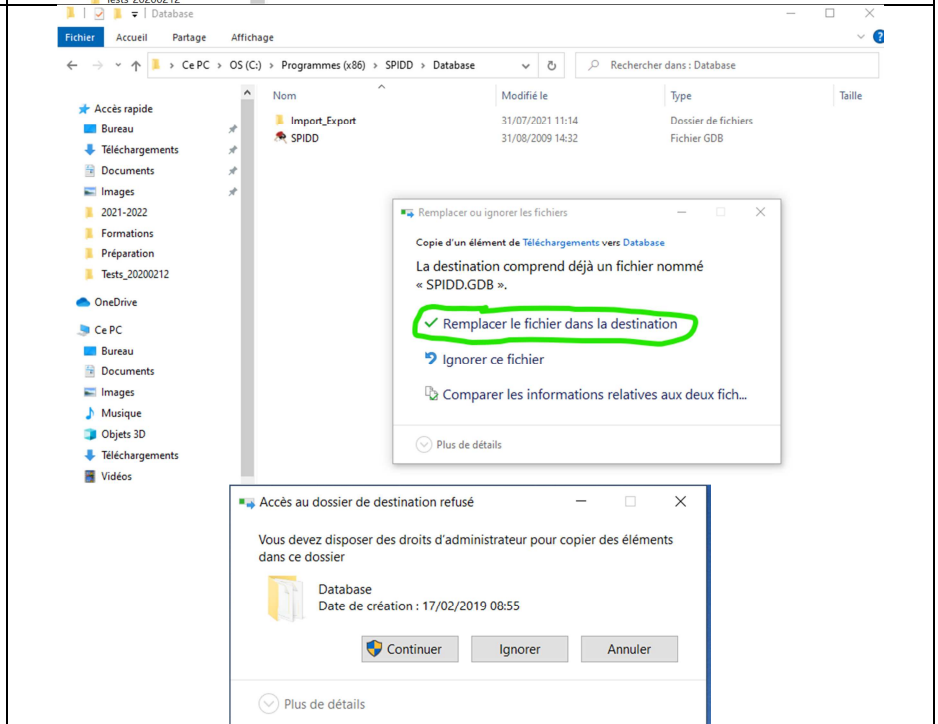 Tests-20200212
Database
Fichier Accueil Partage Affichage
Ce PC > OS (C:) > Programmes (x86) > SPIDD > Database
Rechercher dans : Database
Nom Modifié le Type Taille
Import_Export 31/07/2021 11:14 Dossier de fichiers
SPIDD 31/08/2009 14:32 Fichier GDB
Accès rapide
Bureau
Téléchargements
Documents
Images
2021-2022
Formations
Préparation
Tests_20200212
OneDrive
Ce PC
Bureau
Documents
Images
Musique
Objets 3D
Téléchargements
Vidéos
Remplacer ou ignorer les fichiers
Copie d'un élément de Téléchargements vers Database
La destination comprend déjà un fichier nommé
« SPIDD.GDB ».
Remplacer le fichier dans la destination
Ignorer ce fichier
Comparer les informations relatives aux deux fich...
Plus de détails
Accès au dossier de destination refusé
Vous devez disposer des droits d'administrateur pour copier des éléments
dans ce dossier
Database
Date de création : 17/02/2019 08:55
Continuer Ignorer Annuler
Plus de détails